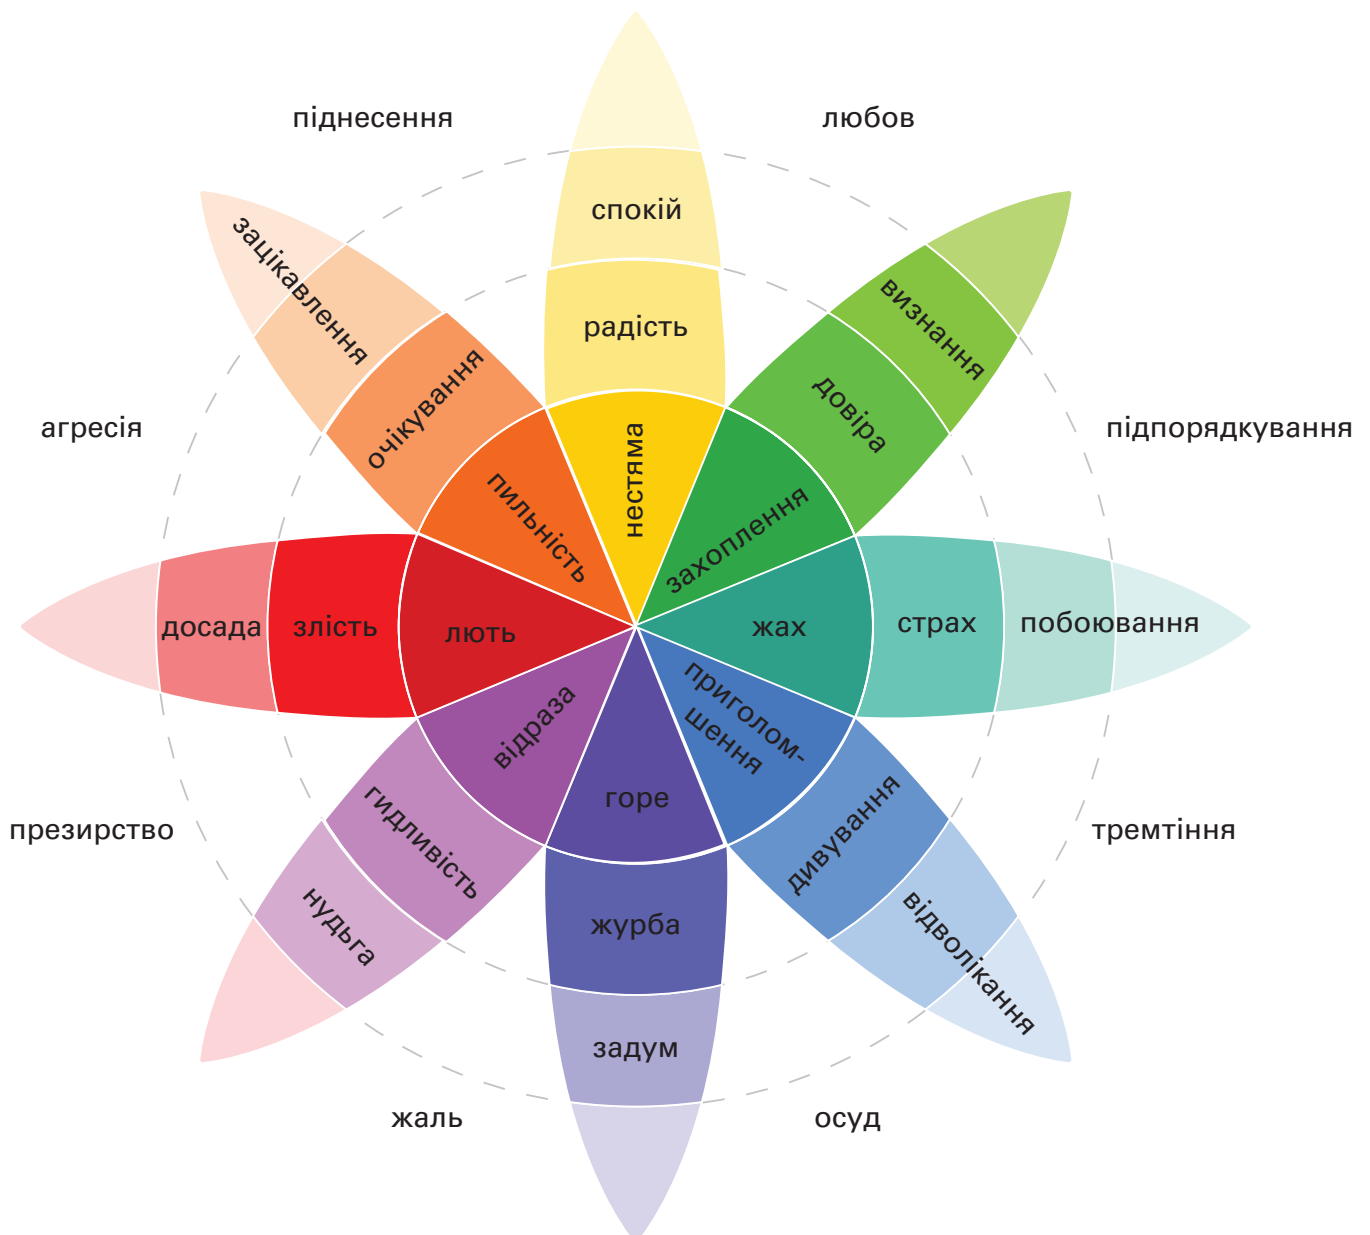 піднесення
любов
спокій
зацікавлення
визнання
радість
очікування
довіра
агресія
підпорядкування
нестяма
пильність
захоплення
досада
злість
лють
жах
страх
побоювання
відраза
приголом-
шення
горе
гидливість
дивування
презирство
тремтіння
нудьга
журба
відволікання
задум
жаль
осуд